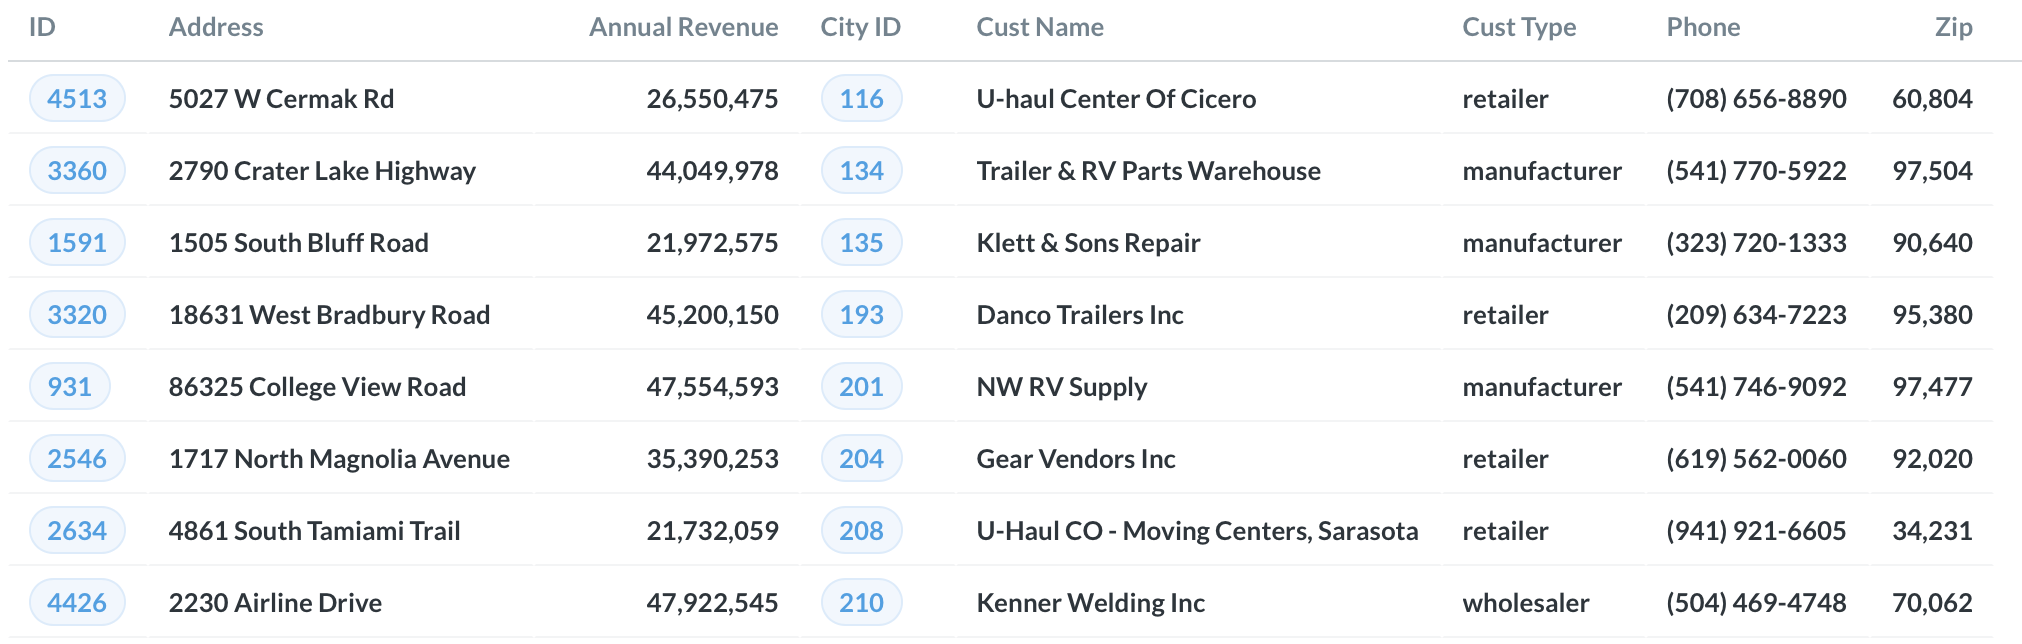 ID Address Annual Revenue City ID Cust Name Cust Type Phone Zip
4513 5027 W Cermak Rd 26,550,475 116 U-haul Center Of Cicero retailer (708) 656-8890 60,804
3360 2790 Crater Lake Highway 44,049,978 134 Trailer & RV Parts Warehouse manufacturer (541) 770-5922 97,504
1591 1505 South Bluff Road 21,972,575 135 Klett & Sons Repair manufacturer (323) 720-1333 90,640
3320 18631 West Bradbury Road 45,200,150 193 Danco Trailers Inc retailer (209) 634-7223 95,380
931 86325 College View Road 47,554,593 201 NW RV Supply manufacturer (541) 746-9092 97,477
2546 1717 North Magnolia Avenue 35,390,253 204 Gear Vendors Inc retailer (619) 562-0060 92,020
2634 4861 South Tamiami Trail 21,732,059 208 U-Haul CO - Moving Centers, Sarasota retailer (941) 921-6605 34,231
4426 2230 Airline Drive 47,922,545 210 Kenner Welding Inc wholesaler (504) 469-4748 70,062